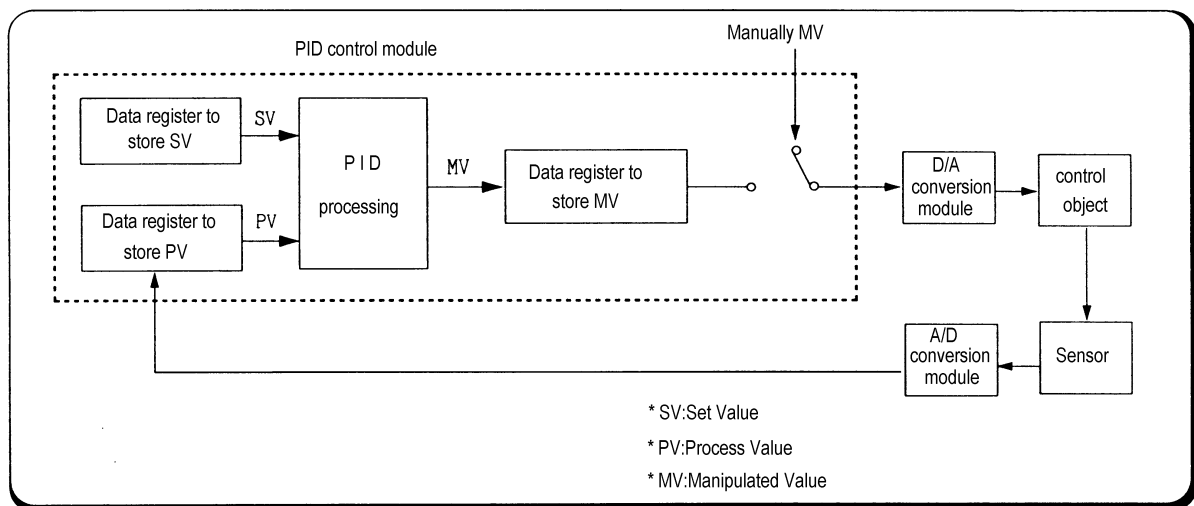 PID control module
Manually MV
Data register to
store SV
SV
P I D
processing
MV
Data register to
store MV
D/A
conversion
module
control
object
Data register to
store PV
PV
A/D
conversion
module
Sensor
* SV:Set Value
* PV:Process Value
* MV:Manipulated Value